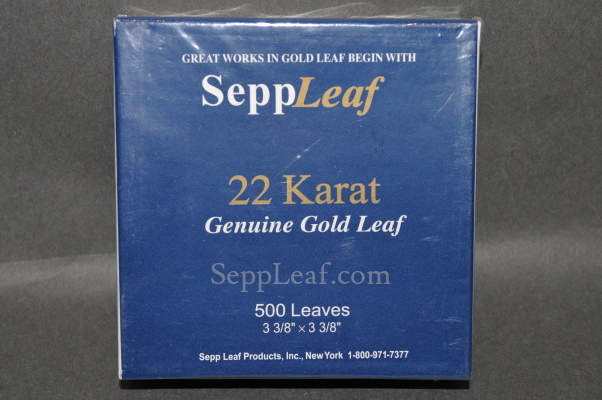 GREAT WORKS IN GOLD LEAF BEGIN WITH
SeppLeaf
22 Karat
Genuine Gold Leaf
SeppLeaf.com
500 Leaves
3 3/8" × 3 3/8"
Sepp Leaf Products, Inc., New York 1-800-971-7377